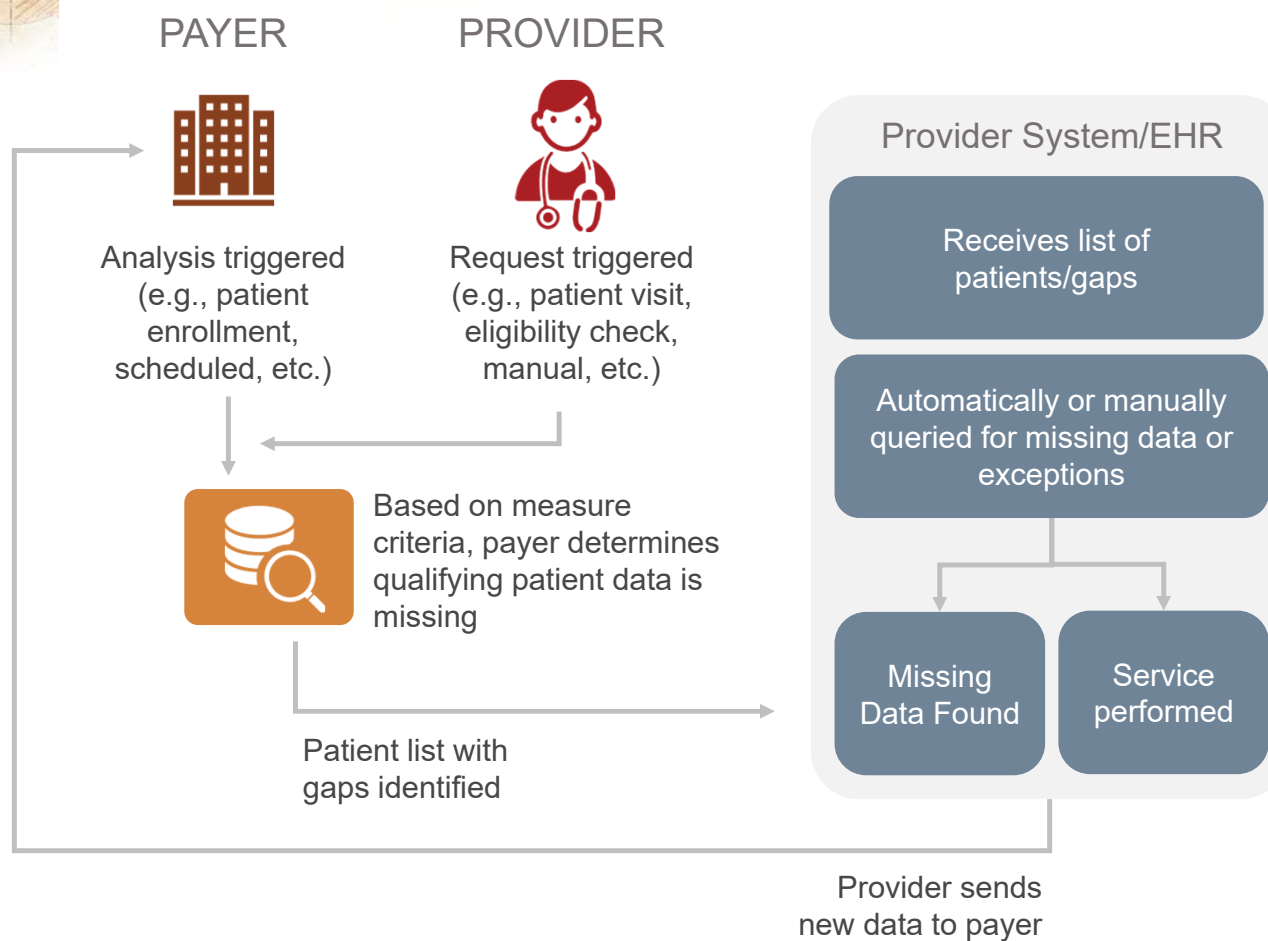 PAYER
PROVIDER
Analysis triggered
(e.g., patient
enrollment,
scheduled, etc.)
Request triggered
(e.g., patient visit,
eligibility check,
manual, etc.)
Based on measure
criteria, payer determines
qualifying patient data is
missing
Patient list with
gaps identified
Provider System/EHR
Receives list of
patients/gaps
Automatically or manually
queried for missing data or
exceptions
Missing
Data Found
Service
performed
Provider sends
new data to payer